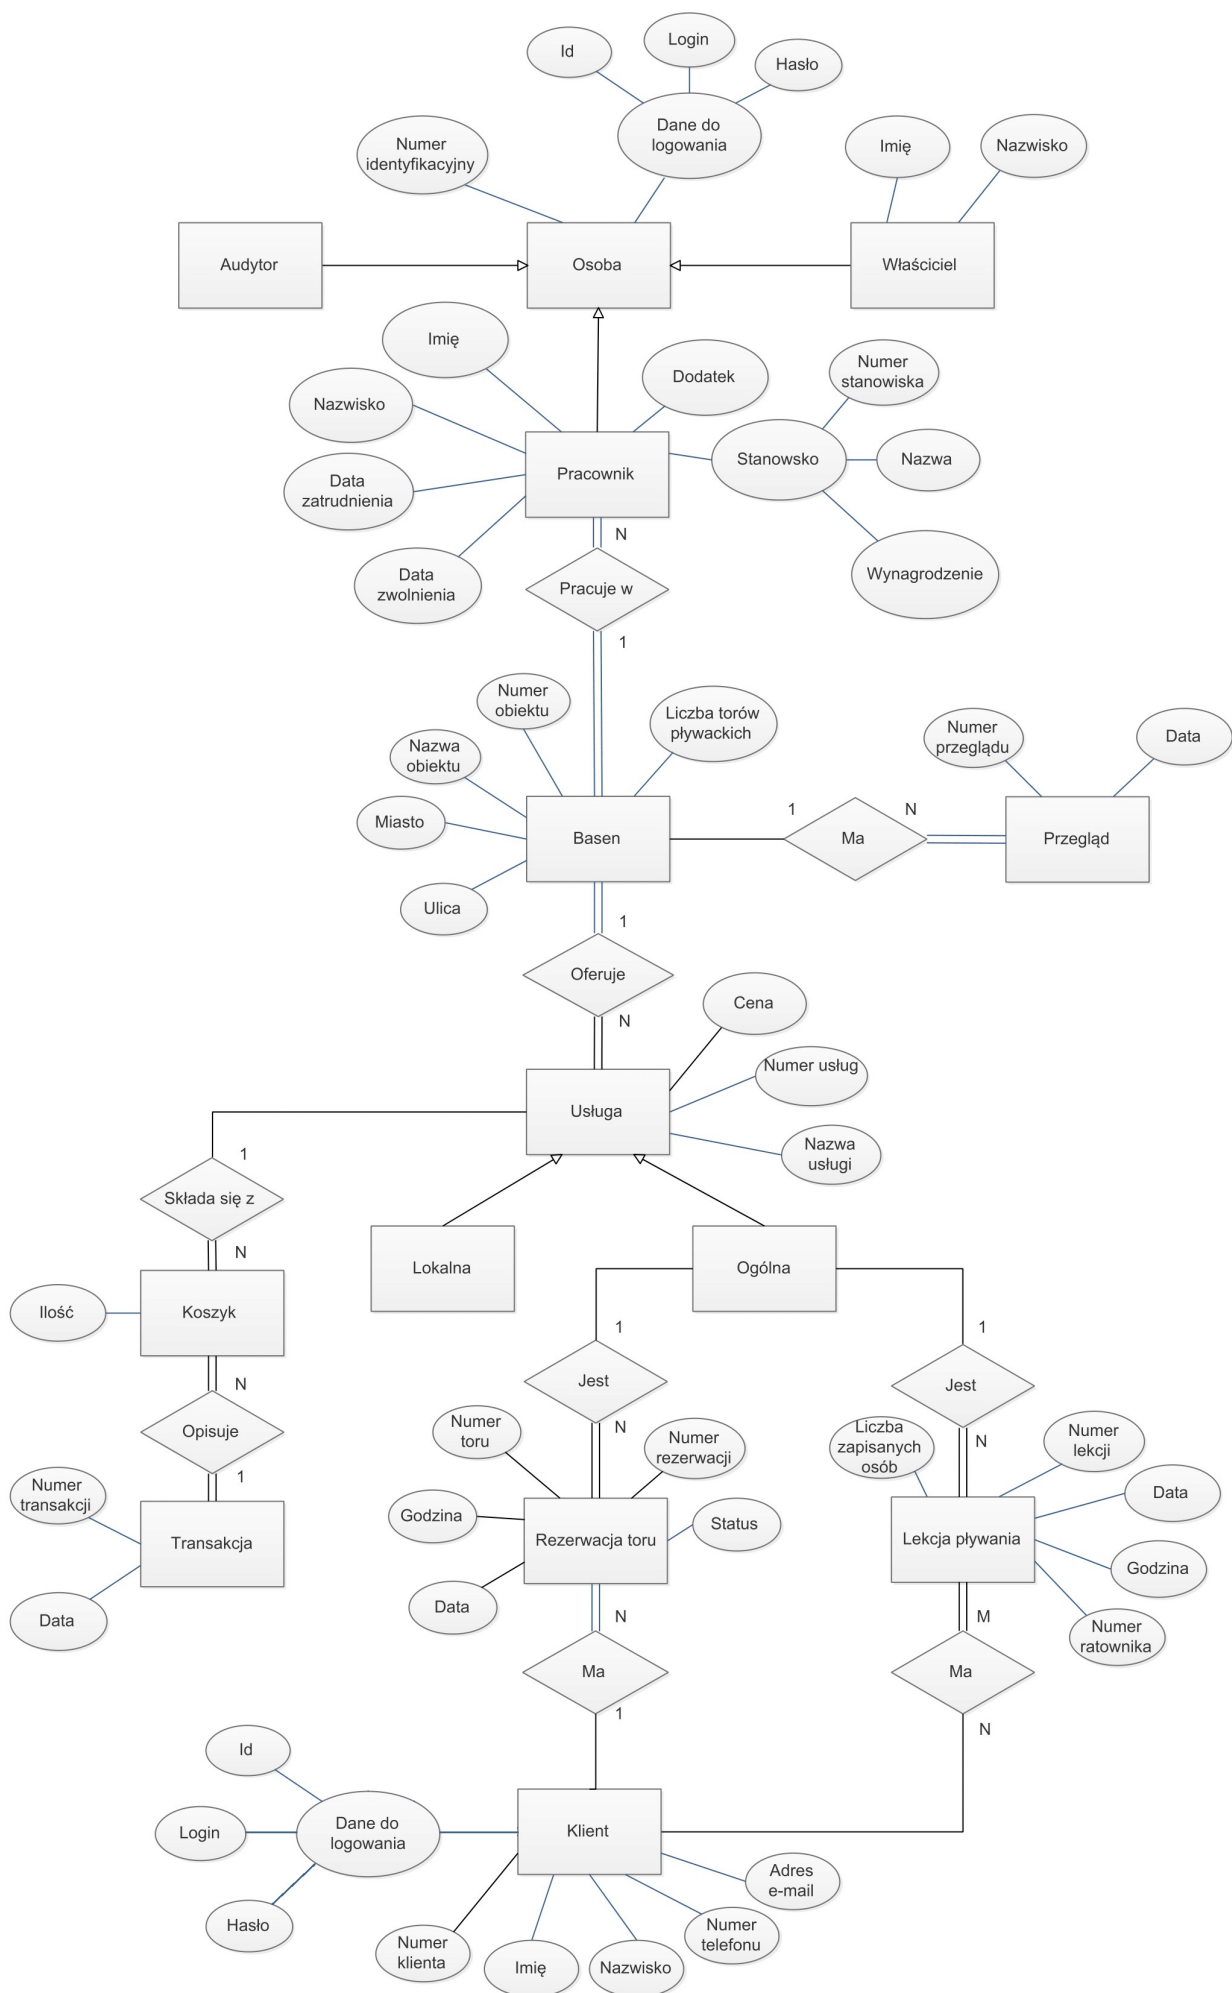 Id
Login
Hasło
Dane do
logowania
Numer
identyfikacyjny
Imię
Nazwisko
Audytor
Osoba
Właściciel
Imię
Dodatek
Numer
stanowiska
Nazwisko
Stanowsko
Nazwa
Pracownik
Data
zatrudnienia
N
Data
zwolnienia
Pracuje w
Wynagrodzenie
1
Numer
obiektu
Liczba torów
pływackich
Numer
przeglądu
Data
Nazwa
obiektu
Miasto
Basen
1
Ma
N
Przegląd
Ulica
1
Oferuje
N
Cena
Numer usług
Usługa
Nazwa
usługi
1
Składa się z
N
Lokalna
Ogólna
Ilość
Koszyk
1
1
Jest
Jest
N
Opisuje
1
N
N
Numer
toru
Numer
rezerwacji
Liczba
zapisanych
osób
Numer
lekcji
Numer
transakcji
Godzina
Status
Data
Transakcja
Rezerwacja toru
Lekcja pływania
Godzina
Data
Data
N
M
Numer
ratownika
Ma
Ma
1
N
Id
Login
Dane do
logowania
Klient
Hasło
Adres
e-mail
Numer
klienta
Imię
Nazwisko
Numer
telefonu